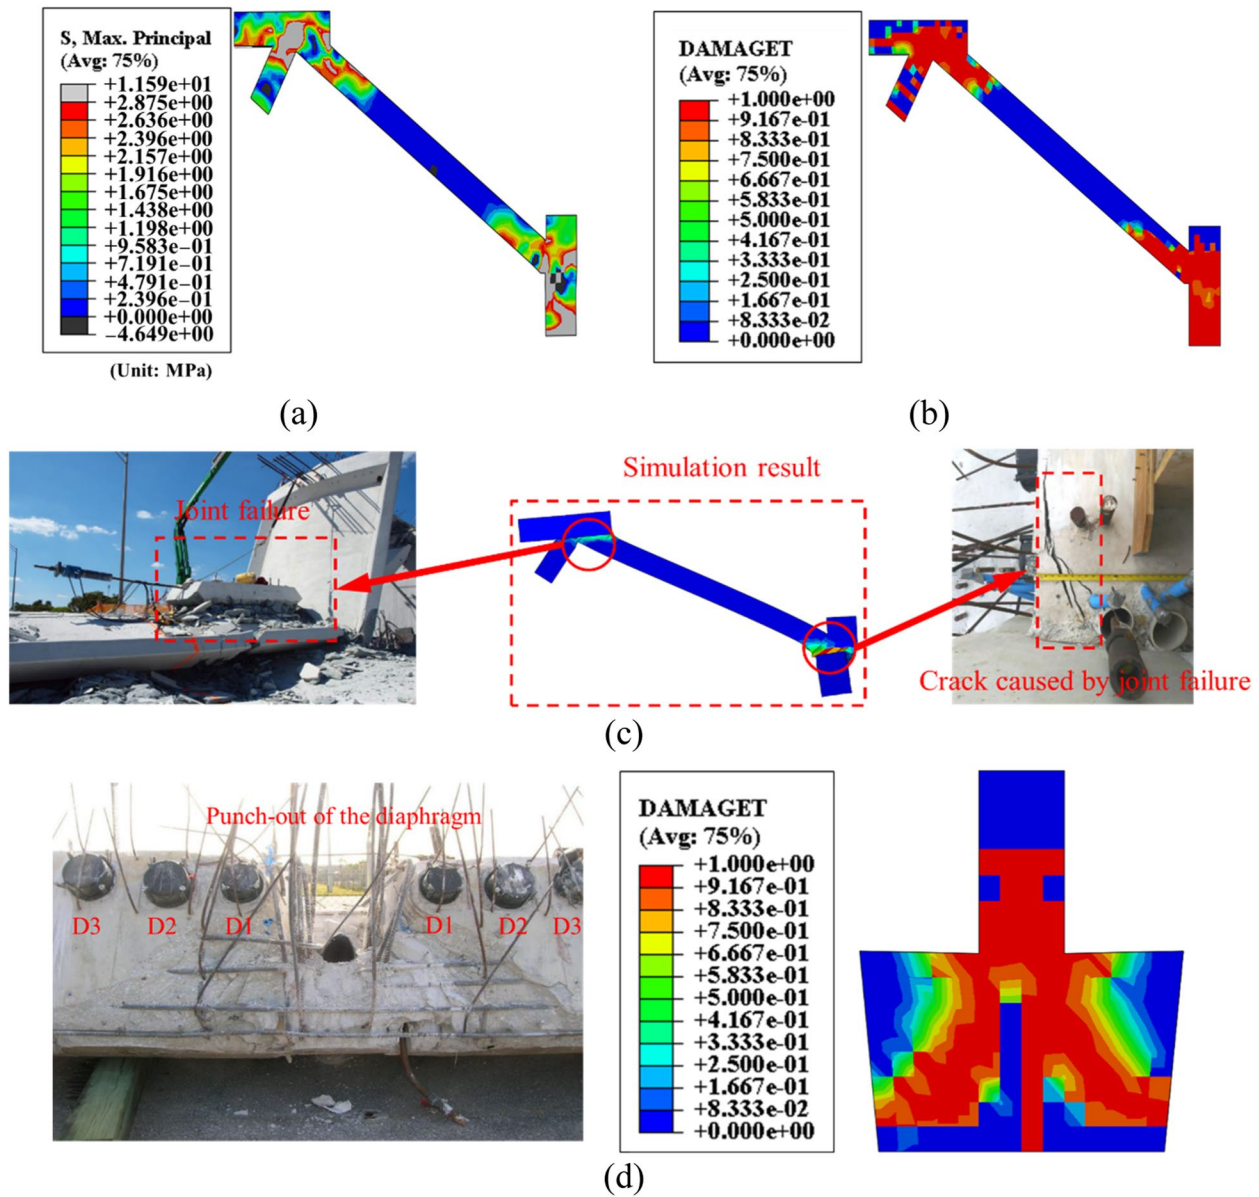 S, Max. Principal
(Avg: 75%)
+1.159e+01
+2.875e+00
+2.636e+00
+2.396e+00
+2.157e+00
+1.916e+00
+1.675e+00
+1.438e+00
+1.198e+00
+9.583e−01
+7.191e−01
+4.791e−01
+2.396e−01
+0.000e+00
−4.649e+00
(Unit: MPa)
(a)
DAMAGET
(Avg: 75%)
+1.000e+00
+9.167e-01
+8.333e-01
+7.500e-01
+6.667e-01
+5.833e-01
+5.000e-01
+4.167e-01
+3.333e-01
+2.500e-01
+1.667e-01
+8.333e-02
+0.000e+00
(b)
Joint failure
Simulation result
Crack caused by joint failure
(c)
Punch-out of the diaphragm
D3 D2 D1 D1 D2 D3
DAMAGET
(Avg: 75%)
+1.000e+00
+9.167e-01
+8.333e-01
+7.500e-01
+6.667e-01
+5.833e-01
+5.000e-01
+4.167e-01
+3.333e-01
+2.500e-01
+1.667e-01
+8.333e-02
+0.000e+00
(d)